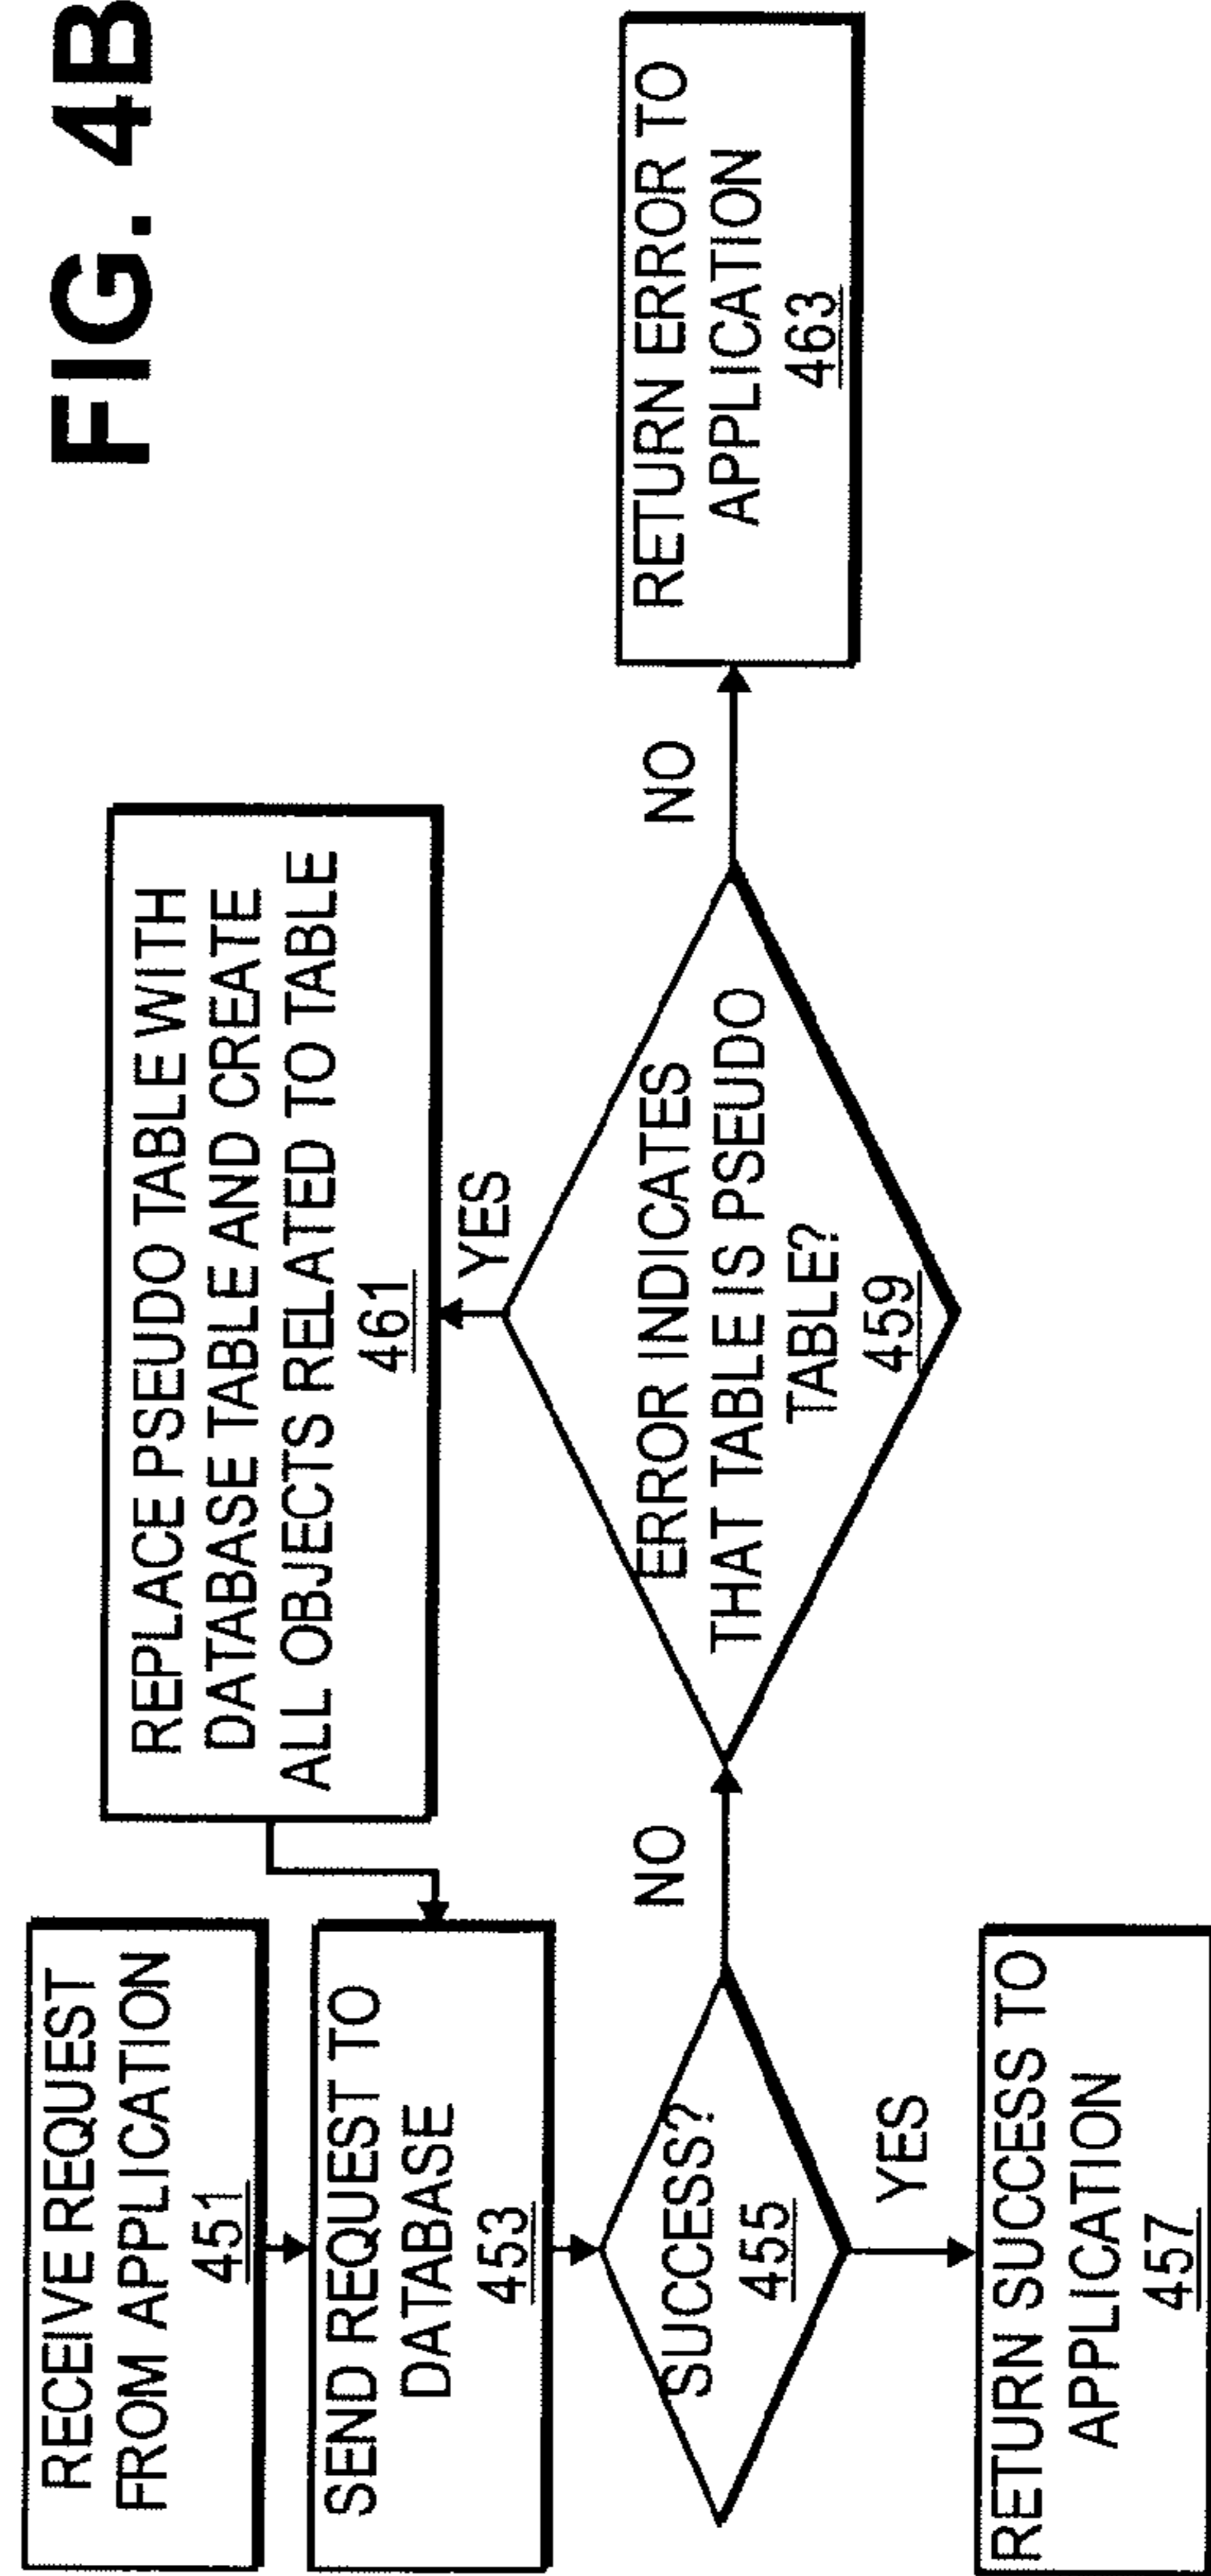 FIG. 4B
RECEIVE REQUEST
FROM APPLICATION
451
SEND REQUEST TO
DATABASE
453
SUCCESS?
455
YES
RETURN SUCCESS TO
APPLICATION
457
NO
ERROR INDICATES
THAT TABLE IS PSEUDO
TABLE?
459
YES
REPLACE PSEUDO TABLE WITH
DATABASE TABLE AND CREATE
ALL OBJECTS RELATED TO TABLE
461
NO
RETURN ERROR TO
APPLICATION
463